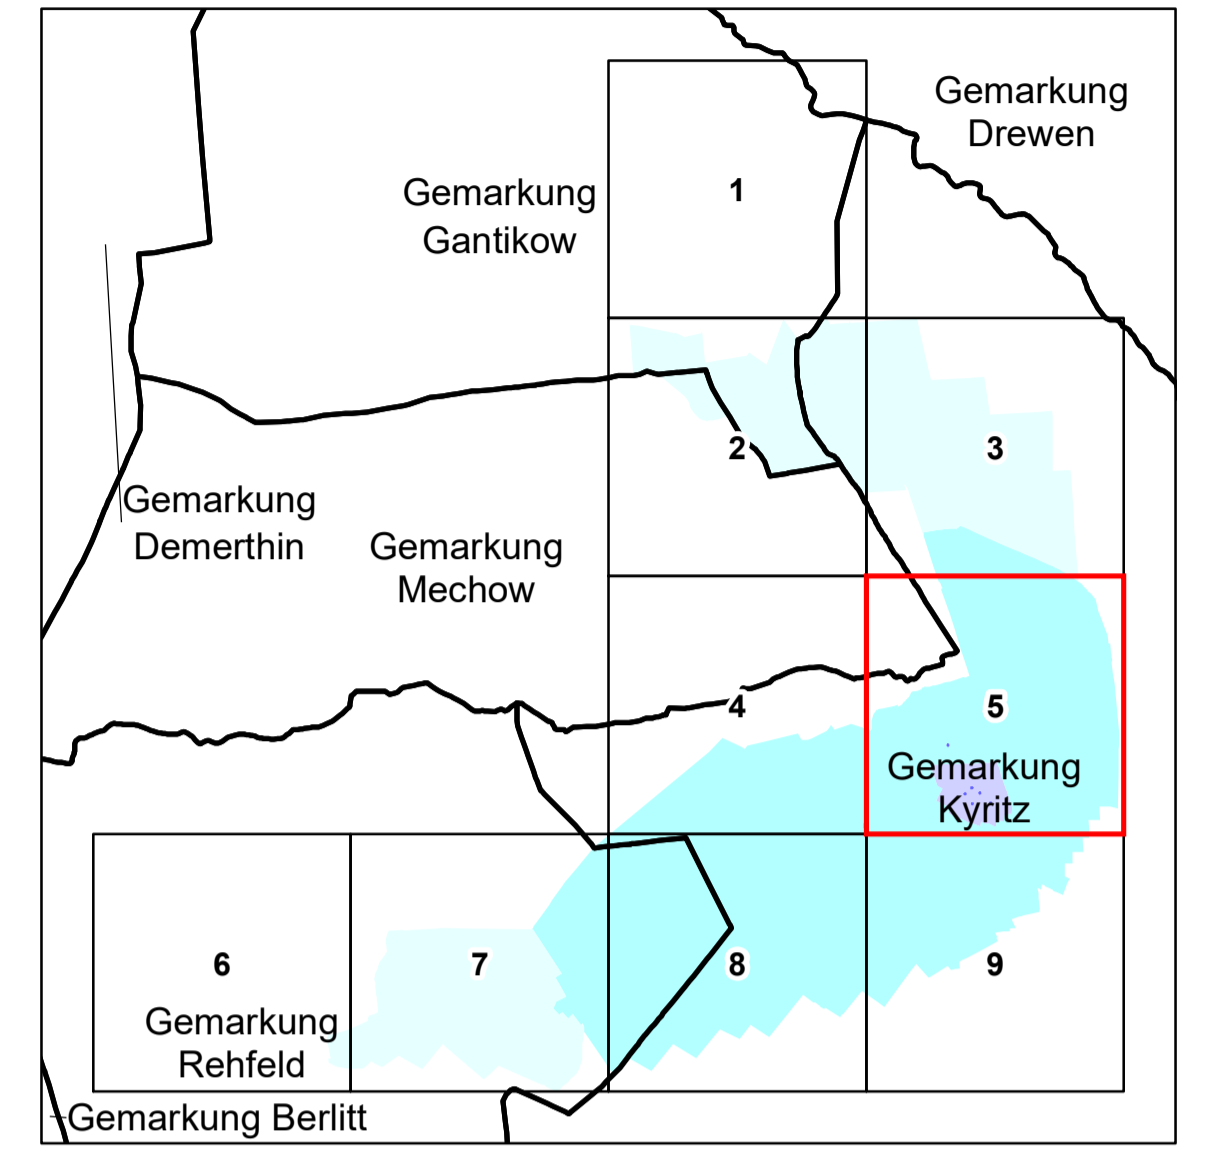 Gemarkung
Drewen
Gemarkung
Gantikow
1
2
3
Gemarkung
Demerthin
Gemarkung
Mechow
4
5
Gemarkung
Kyritz
6
7
8
9
Gemarkung
Rehfeld
Gemarkung Berlitt